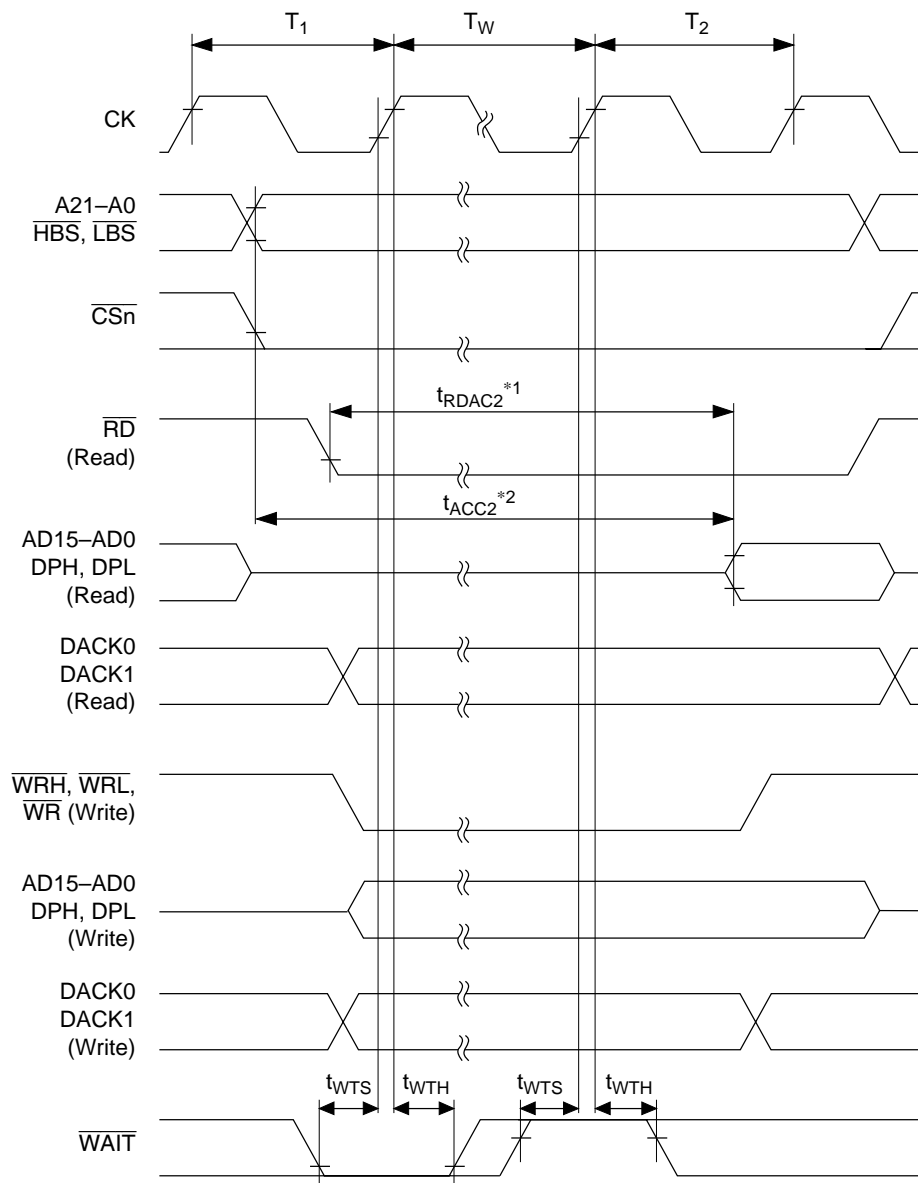 T1 TW T2
CK
A21–A0
HBS, LBS
CSn
tRDAC2*1
RD
(Read)
tACC2*2
AD15–AD0
DPH, DPL
(Read)
DACK0
DACK1
(Read)
WRH, WRL,
WR (Write)
AD15–AD0
DPH, DPL
(Write)
DACK0
DACK1
(Write)
tWTS tWTH tWTS tWTH
WAIT